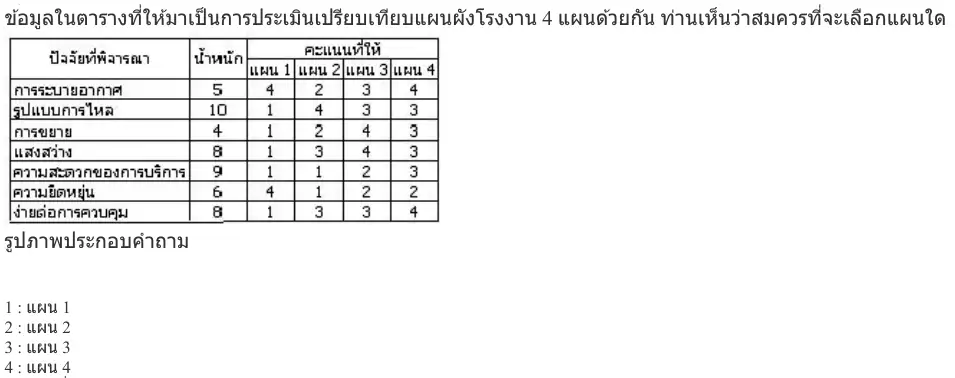 ข้อมูลในตารางที่ให้มาเป็นการประเมินเปรียบเทียบแผนผังโรงงาน 4 แผนด้วยกัน ท่านเห็นว่าสมควรที่จะเลือกแผนใด
ปัจจัยที่พิจารณา น้ำหนัก คะแนนที่ให้
แผน 1 แผน 2 แผน 3 แผน 4
การระบายอากาศ 5 4 2 3 4
รูปแบบการไหล 10 1 4 3 3
การขยาย 4 1 2 4 3
แสงสว่าง 8 1 3 4 3
ความสะดวกของการบริการ 9 1 1 2 3
ความยืดหยุ่น 6 4 1 2 2
ง่ายต่อการควบคุม 8 1 3 3 4
รูปภาพประกอบคำถาม
1 : แผน 1
2 : แผน 2
3 : แผน 3
4 : แผน 4